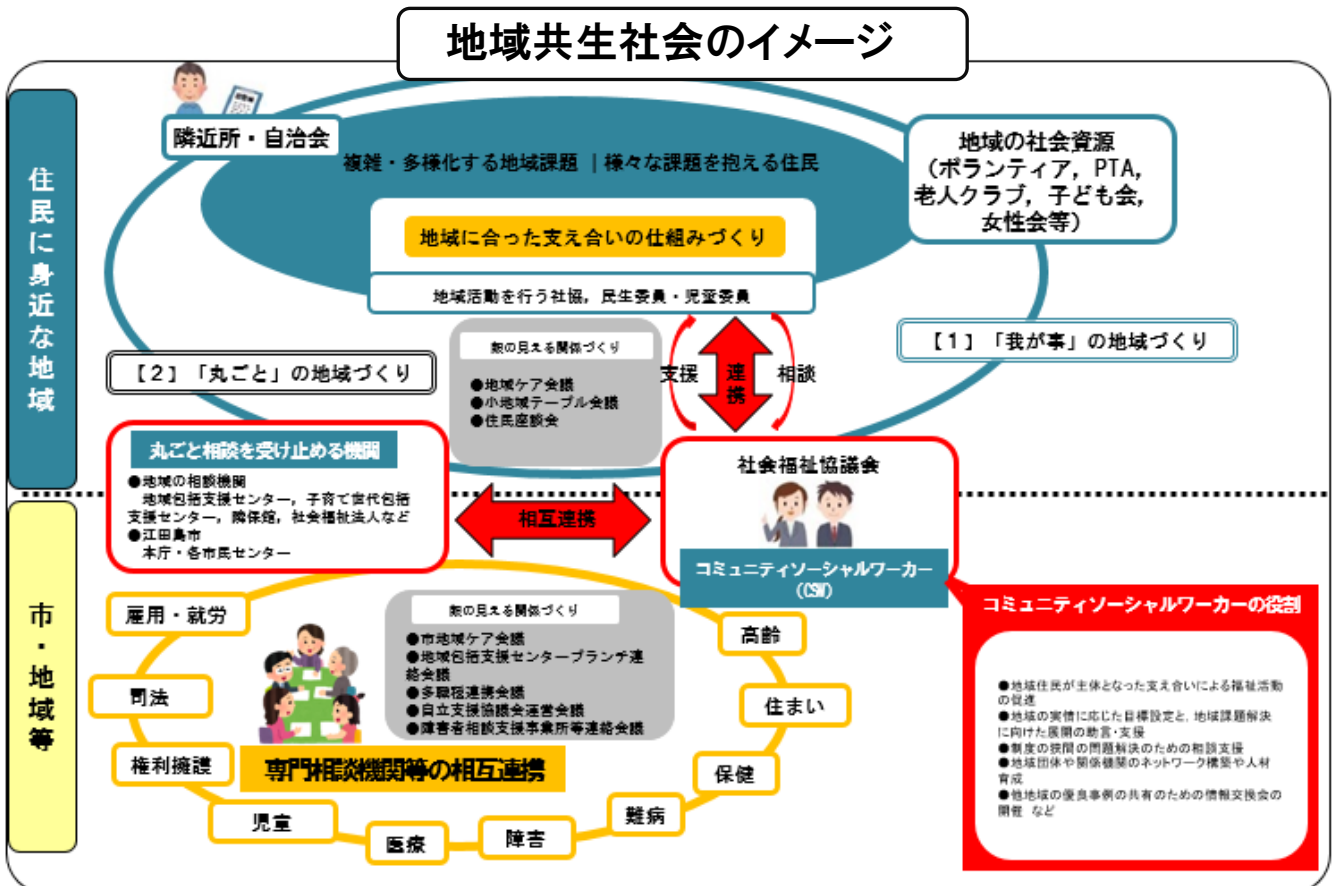 地域共生社会のイメージ
住民に身近な地域
隣近所・自治会
複雑・多様化する地域課題｜様々な課題を抱える住民
地域の社会資源
（ボランティア，PTA，
老人クラブ，子ども会，
女性会等）
地域に合った支え合いの仕組みづくり
地域活動を行う社協，民生委員・児童委員
【１】「我が事」の地域づくり
【２】「丸ごと」の地域づくり
顔の見える関係づくり
●地域ケア会議
●小地域テーブル会議
●住民座談会
支援
連携
相談
丸ごと相談を受け止める機関
●地域の相談機関
地域包括支援センター，子育て世代包括
支援センター，隣保館，社会福祉法人など
●江田島市
本庁・各市民センター
相互連携
社会福祉協議会
コミュニティソーシャルワーカー
(CSW)
市・地域等
雇用・就労
司法
権利擁護
児童
医療
障害
難病
保健
住まい
高齢
顔の見える関係づくり
●市地域ケア会議
●地域包括支援センターブランチ連
絡会議
●多職種連携会議
●自立支援協議会運営会議
●障害者相談支援事業所等連絡会議
専門相談機関等の相互連携
コミュニティソーシャルワーカーの役割
●地域住民が主体となった支え合いによる福祉活動
の促進
●地域の実情に応じた目標設定と，地域課題解決
に向けた展開の助言・支援
●制度の狭間の問題解決のための相談支援
●地域団体や関係機関のネットワーク構築や人材
育成
●他地域の優良事例の共有のための情報交換会の
開催 など